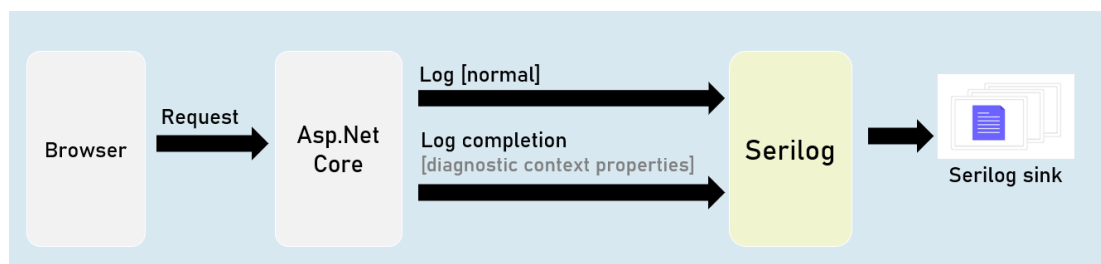 Browser
Request
Asp.Net
Core
Log [normal]
Log completion
[diagnostic context properties]
Serilog
Serilog sink